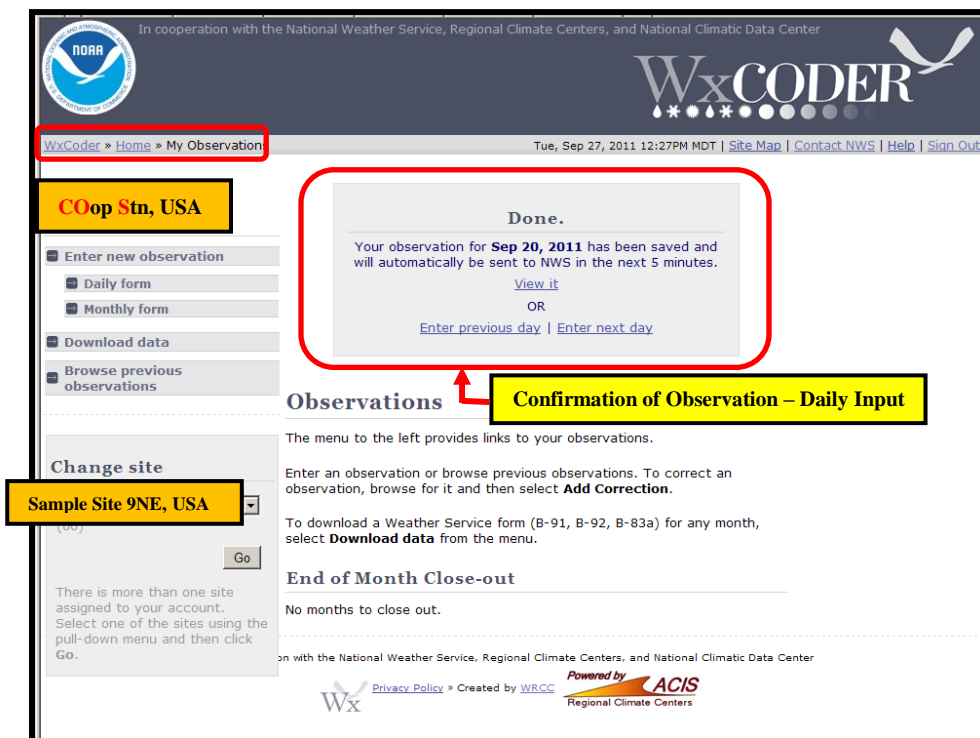 In cooperation with the National Weather Service, Regional Climate Centers, and National Climatic Data Center
NOAA
WxCODER
WxCoder » Home » My Observations
Tue, Sep 27, 2011 12:27PM MDT | Site Map | Contact NWS | Help | Sign Out
COop Stn, USA
Enter new observation
Daily form
Monthly form
Download data
Browse previous
observations
Done.
Your observation for Sep 20, 2011 has been saved and
will automatically be sent to NWS in the next 5 minutes.
View it
OR
Enter previous day | Enter next day
Confirmation of Observation – Daily Input
Observations
The menu to the left provides links to your observations.
Enter an observation or browse previous observations. To correct an
observation, browse for it and then select Add Correction.
To download a Weather Service form (B-91, B-92, B-83a) for any month,
select Download data from the menu.
End of Month Close-out
No months to close out.
Change site
Sample Site 9NE, USA
Go
There is more than one site
assigned to your account.
Select one of the sites using the
pull-down menu and then click
Go.
on with the National Weather Service, Regional Climate Centers, and National Climatic Data Center
Wx
Privacy Policy » Created by WRCC
Powered by
ACIS
Regional Climate Centers